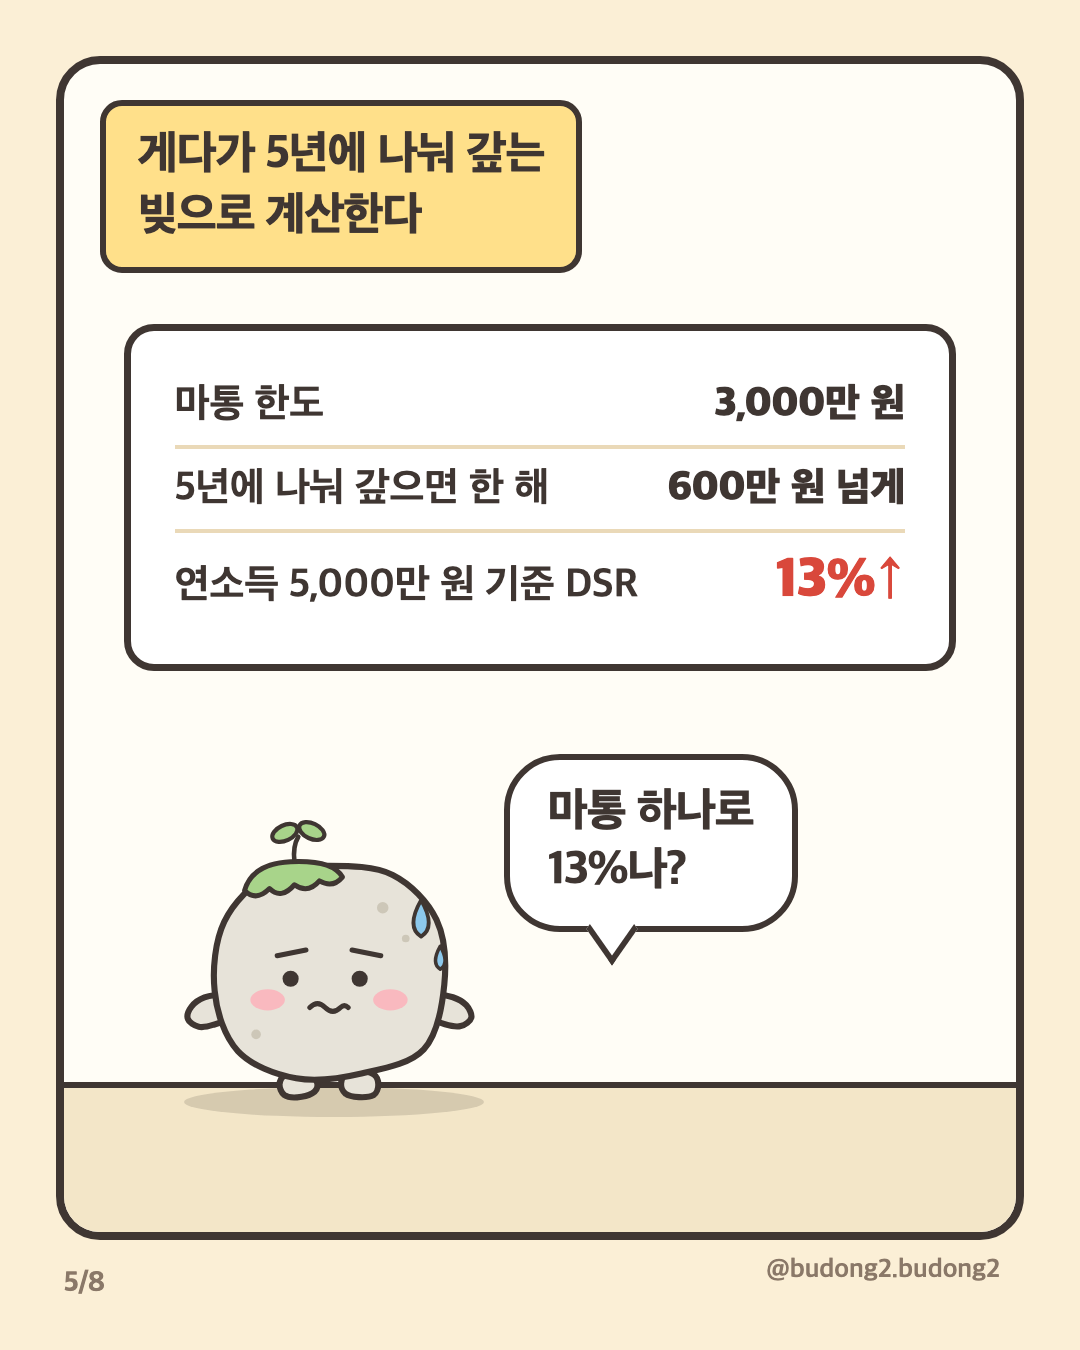 게다가 5년에 나눠 갚는
빚으로 계산한다
마통 한도 3,000만 원
5년에 나눠 갚으면 한 해 600만 원 넘게
연소득 5,000만 원 기준 DSR 13%↑
마통 하나로
13%나?
5/8
@budong2.budong2